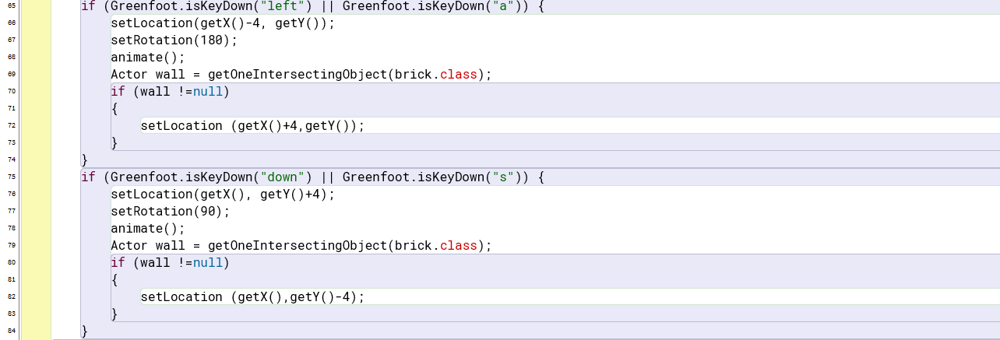 65 if (Greenfoot.isKeyDown("left") || Greenfoot.isKeyDown("a")) {
66 setLocation(getX()-4, getY());
67 setRotation(180);
68 animate();
69 Actor wall = getOneIntersectingObject(brick.class);
70 if (wall !=null)
71 {
72 setLocation (getX()+4,getY());
73 }
74 }
75 if (Greenfoot.isKeyDown("down") || Greenfoot.isKeyDown("s")) {
76 setLocation(getX(), getY()+4);
77 setRotation(90);
78 animate();
79 Actor wall = getOneIntersectingObject(brick.class);
80 if (wall !=null)
81 {
82 setLocation (getX(),getY()-4);
83 }
84 }